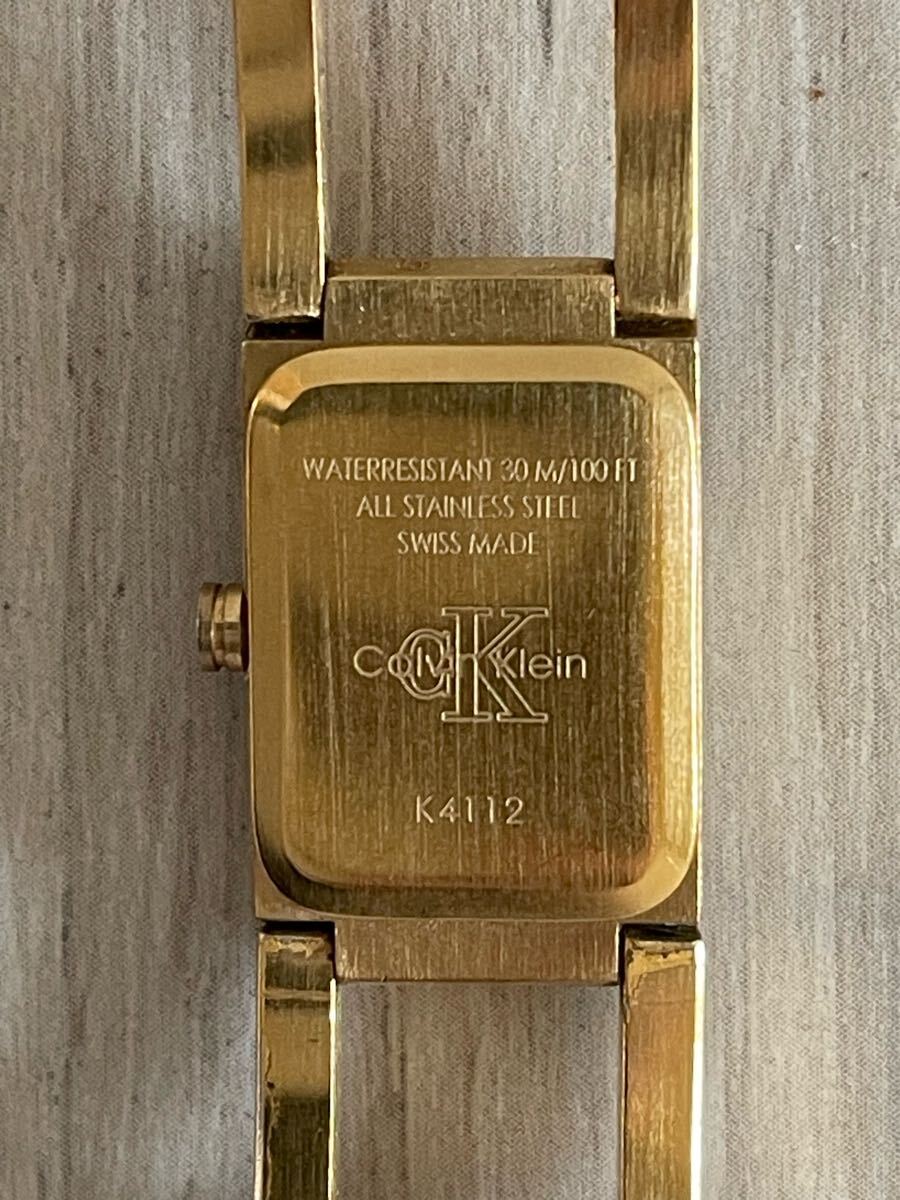 WATERRESISTANT 30 M/100 FT
ALL STAINLESS STEEL
SWISS MADE
cK
Calvin Klein
K4112